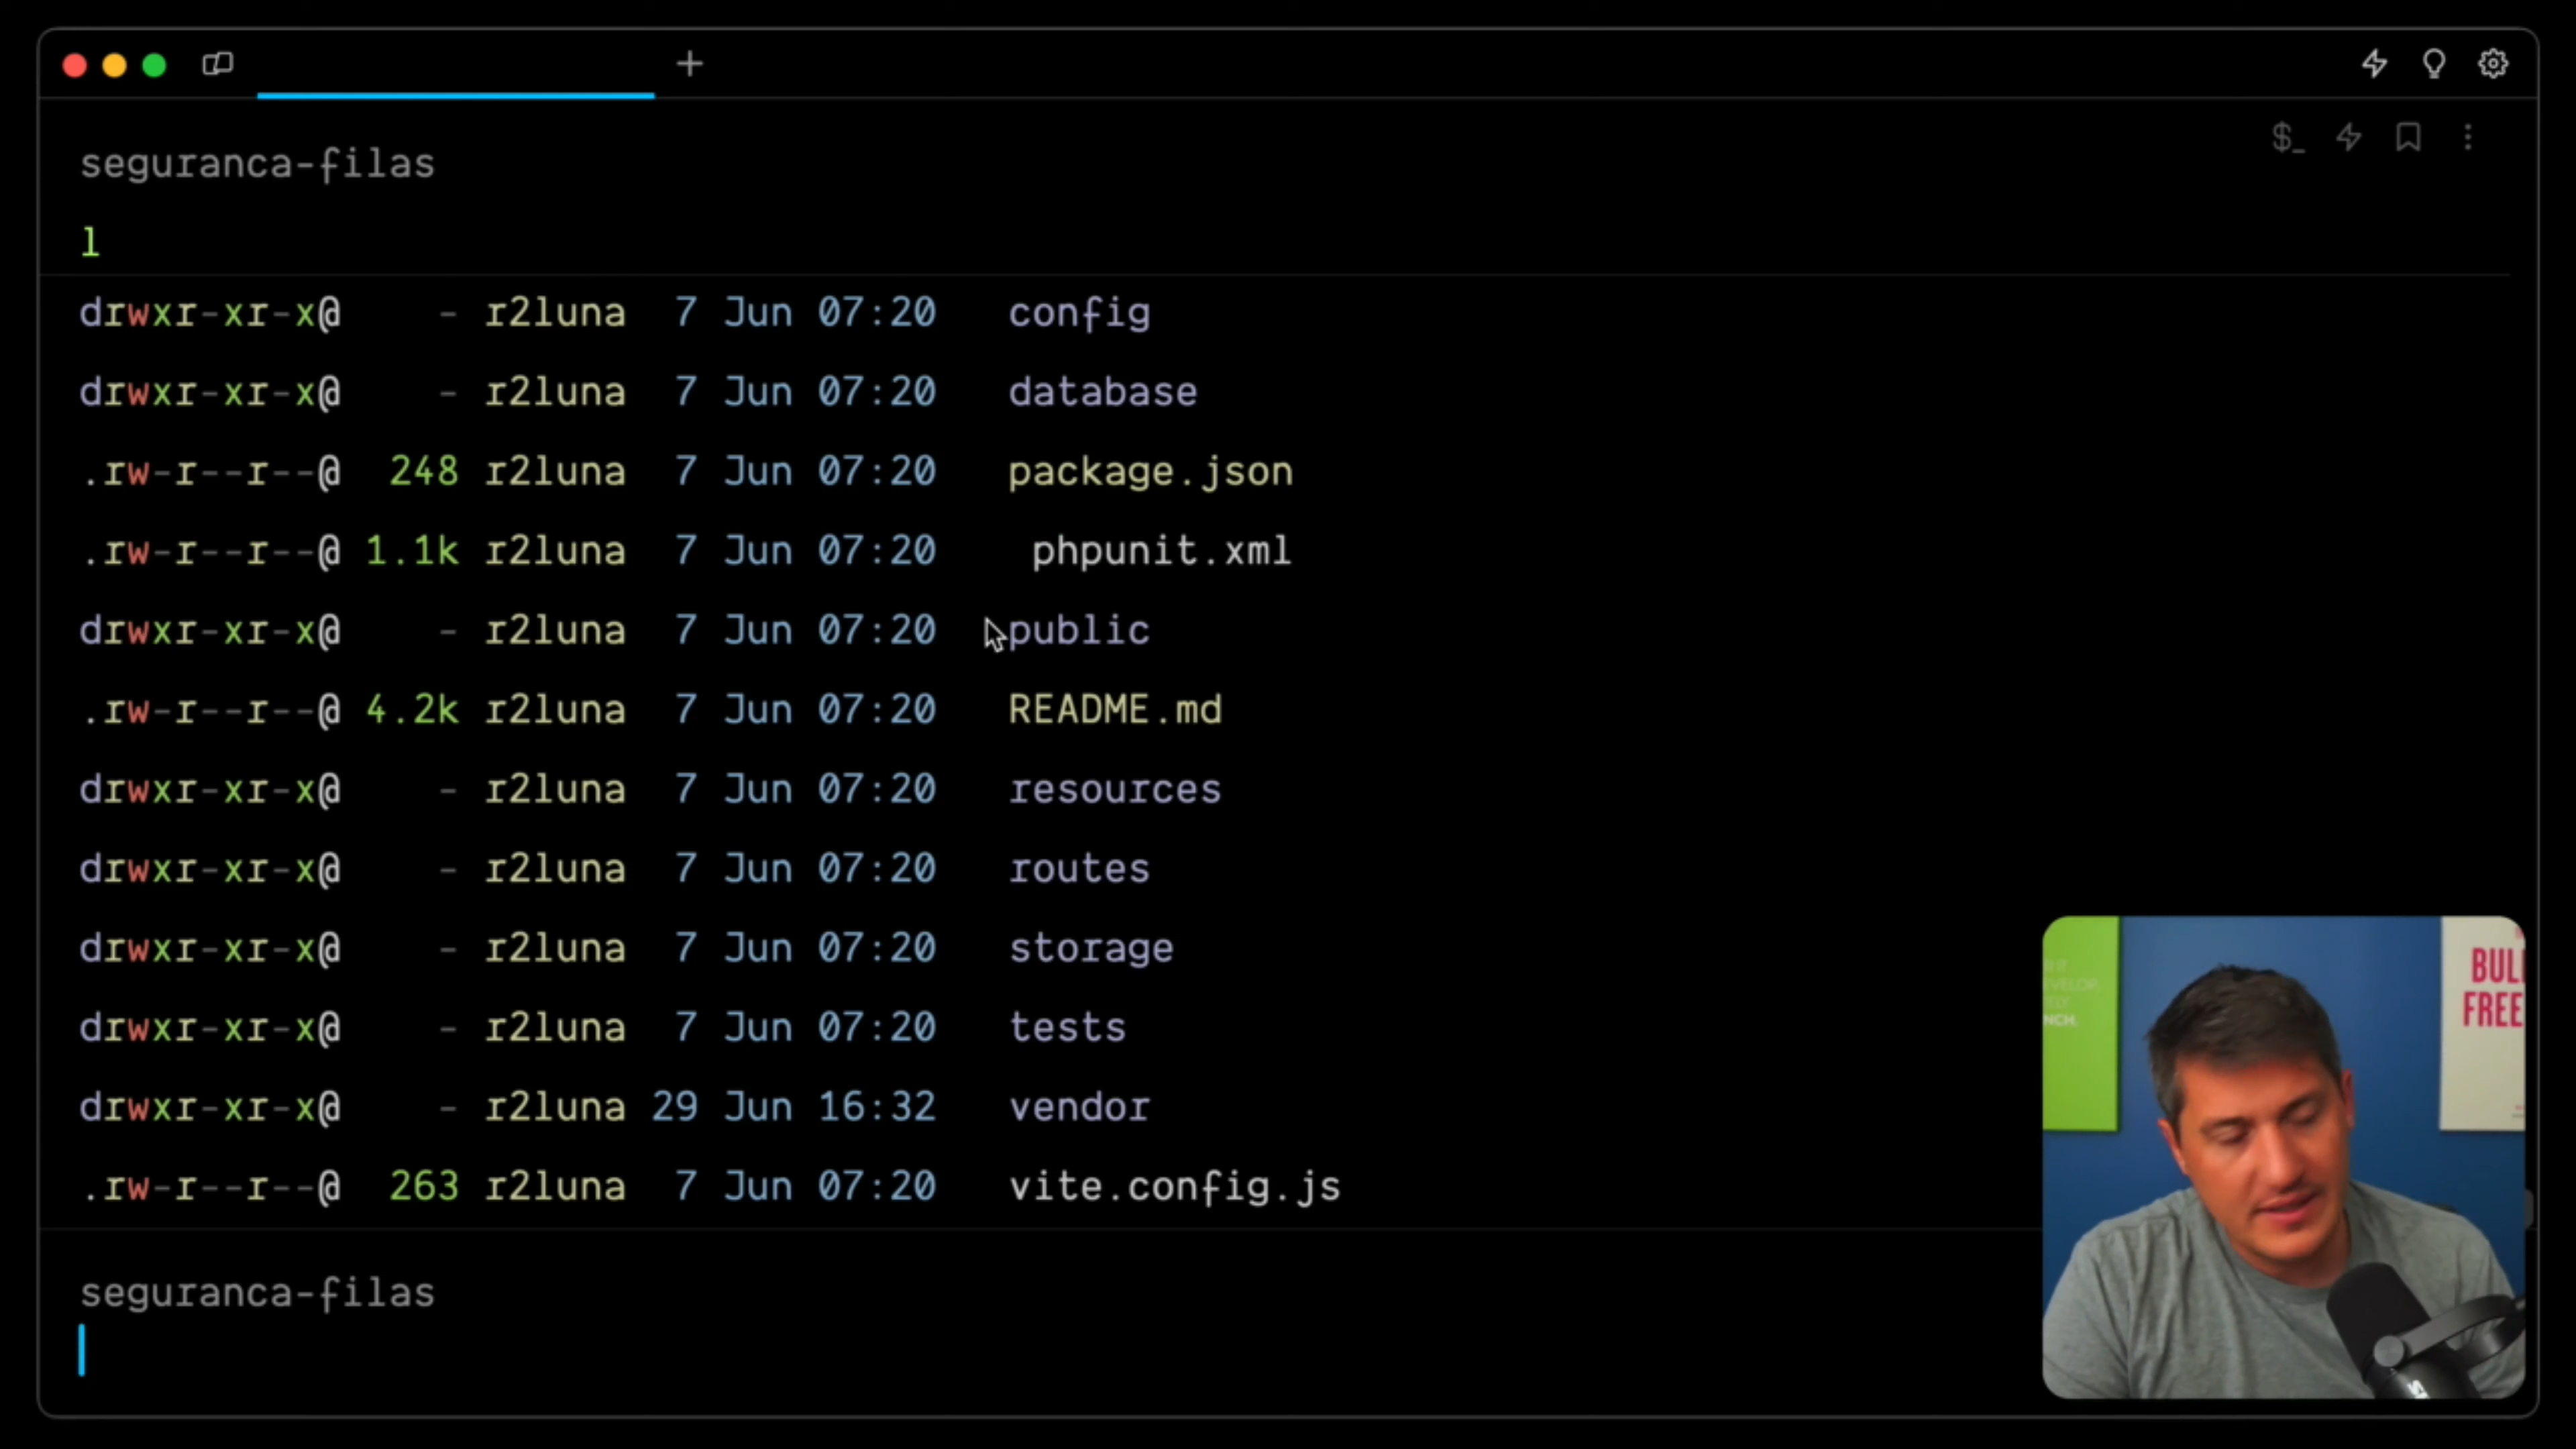 seguranca-filas
$_
l
drwxr-xr-x@ - r2luna 7 Jun 07:20 config
drwxr-xr-x@ - r2luna 7 Jun 07:20 database
.rw-r--r--@ 248 r2luna 7 Jun 07:20 package.json
.rw-r--r--@ 1.1k r2luna 7 Jun 07:20 phpunit.xml
drwxr-xr-x@ - r2luna 7 Jun 07:20 public
.rw-r--r--@ 4.2k r2luna 7 Jun 07:20 README.md
drwxr-xr-x@ - r2luna 7 Jun 07:20 resources
drwxr-xr-x@ - r2luna 7 Jun 07:20 routes
drwxr-xr-x@ - r2luna 7 Jun 07:20 storage
drwxr-xr-x@ - r2luna 7 Jun 07:20 tests
drwxr-xr-x@ - r2luna 29 Jun 16:32 vendor
.rw-r--r--@ 263 r2luna 7 Jun 07:20 vite.config.js
seguranca-filas
FREE